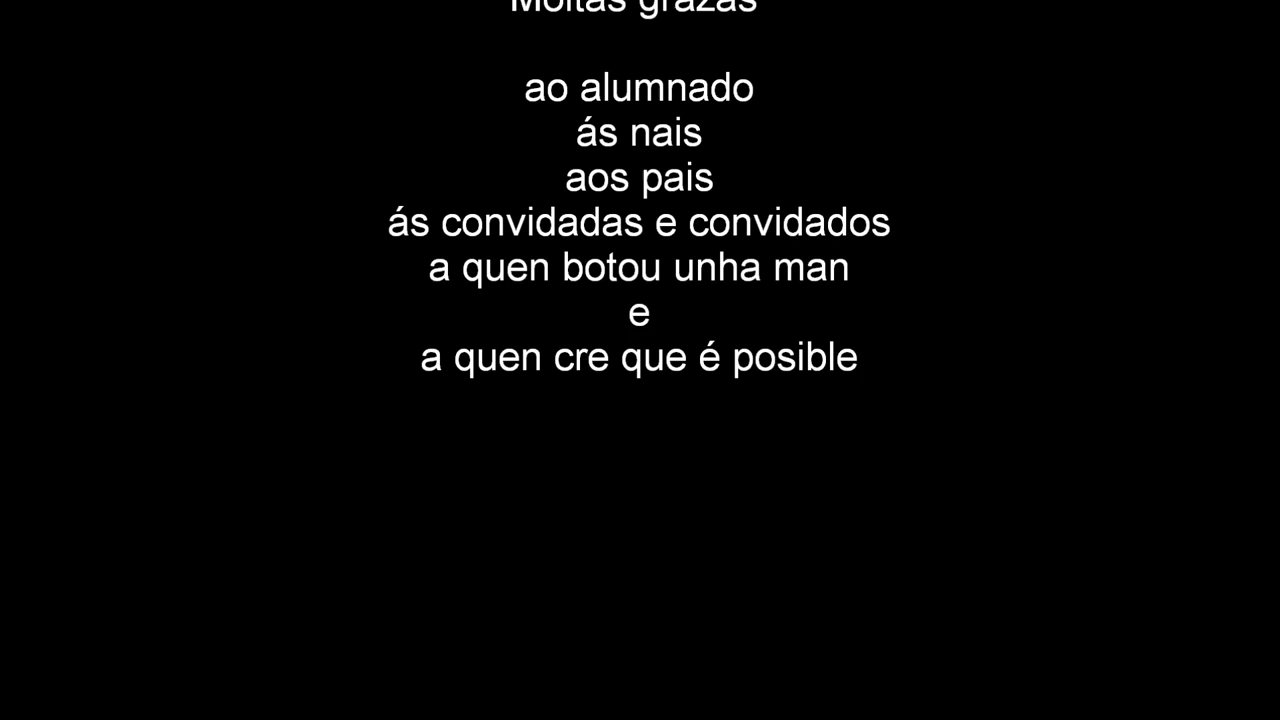 Moitas grazas
ao alumnado
ás nais
aos pais
ás convidadas e convidados
a quen botou unha man
e
a quen cre que é posible